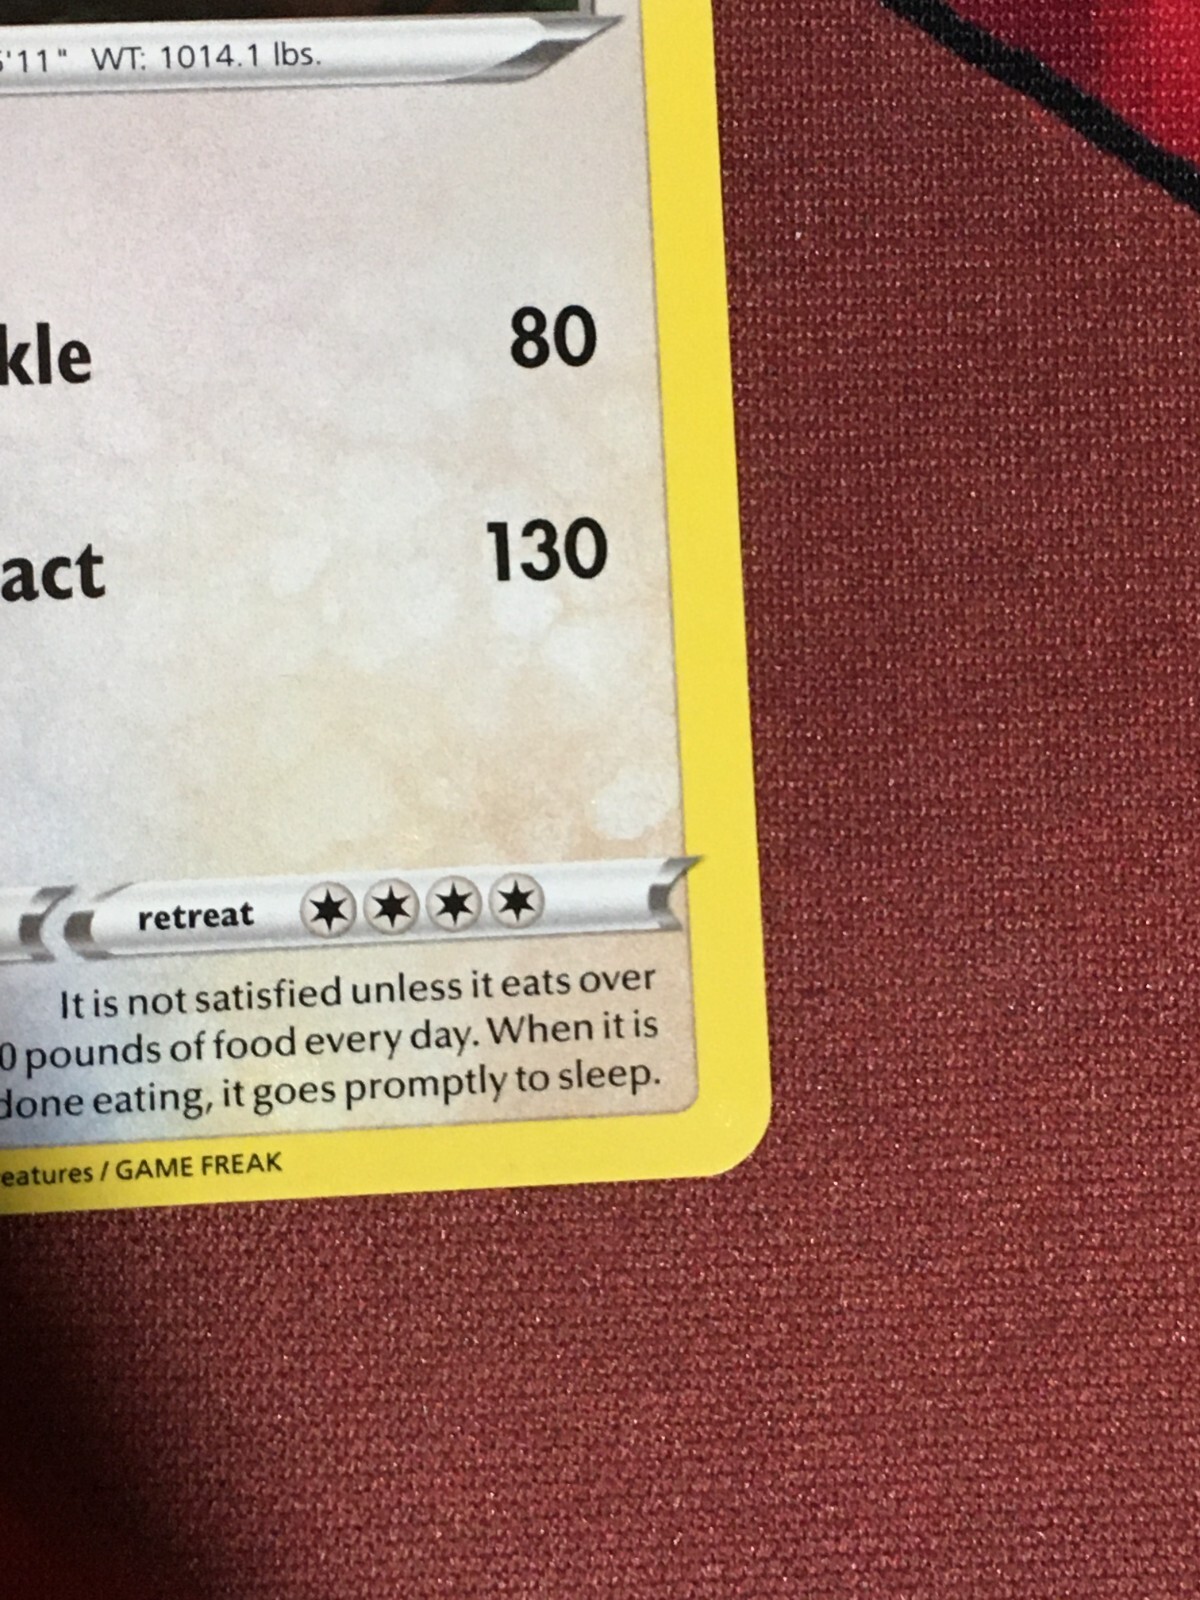 '11" WT: 1014.1 lbs.
kle 80
act 130
retreat
It is not satisfied unless it eats over
0 pounds of food every day. When it is
done eating, it goes promptly to sleep.
eatures / GAME FREAK